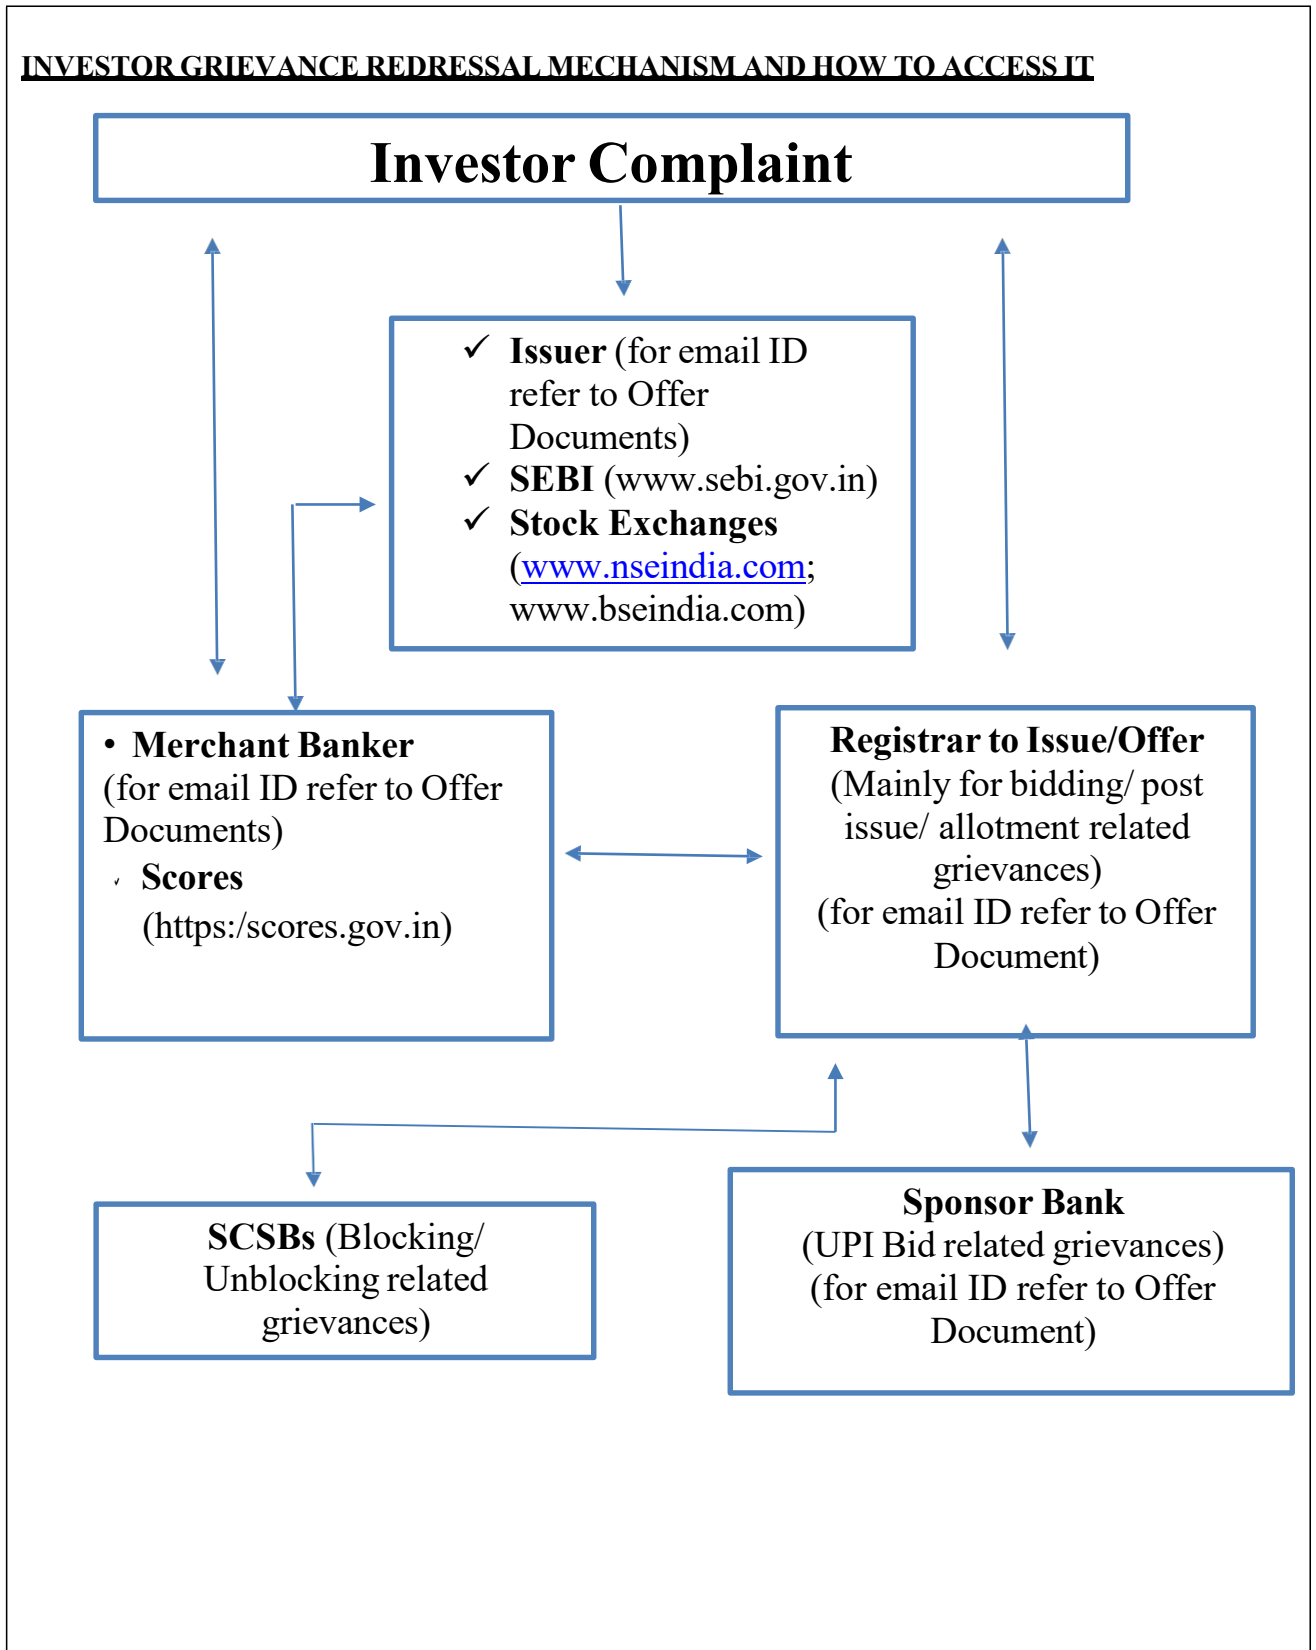 INVESTOR GRIEVANCE REDRESSAL MECHANISM AND HOW TO ACCESS IT
Investor Complaint
✓ Issuer (for email ID
refer to Offer
Documents)
✓ SEBI (www.sebi.gov.in)
✓ Stock Exchanges
(www.nseindia.com;
www.bseindia.com)
• Merchant Banker
(for email ID refer to Offer
Documents)
✓ Scores
(https:/scores.gov.in)
Registrar to Issue/Offer
(Mainly for bidding/ post
issue/ allotment related
grievances)
(for email ID refer to Offer
Document)
SCSBs (Blocking/
Unblocking related
grievances)
Sponsor Bank
(UPI Bid related grievances)
(for email ID refer to Offer
Document)